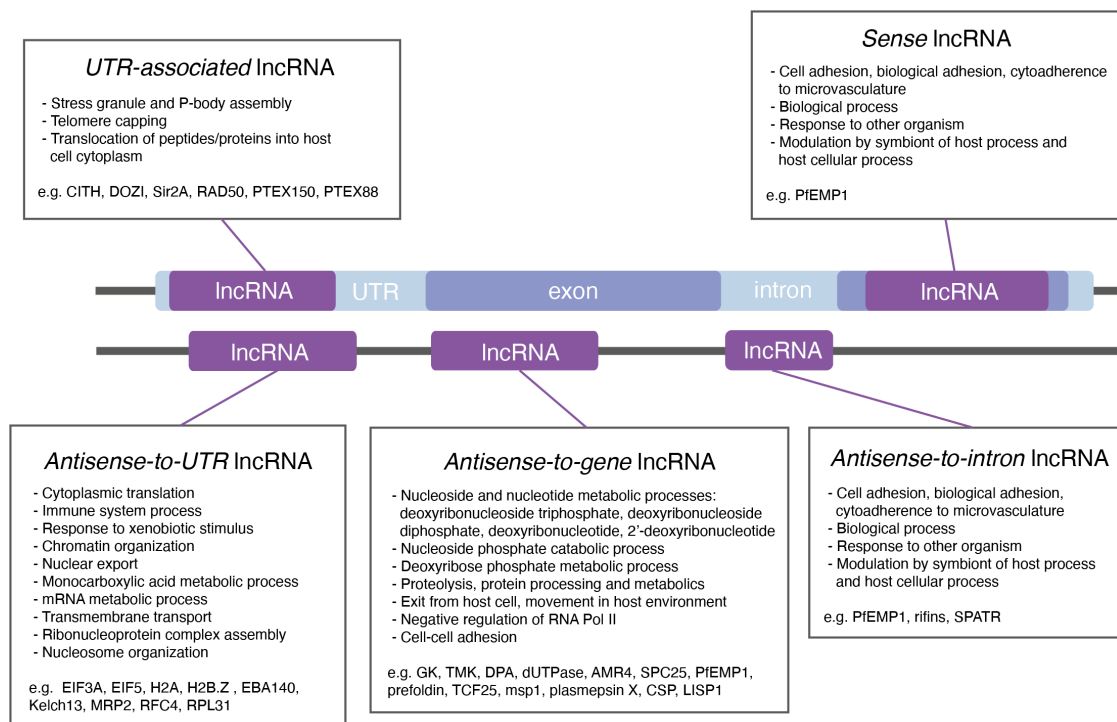 UTR-associated lncRNA
- Stress granule and P-body assembly
- Telomere capping
- Translocation of peptides/proteins into host
cell cytoplasm
e.g. CITH, DOZI, Sir2A, RAD50, PTEX150, PTEX88
Sense lncRNA
- Cell adhesion, biological adhesion, cytoadherence
to microvasculature
- Biological process
- Response to other organism
- Modulation by symbiont of host process and
host cellular process
e.g. PfEMP1
lncRNA
UTR
exon
intron
lncRNA
lncRNA
lncRNA
lncRNA
Antisense-to-UTR lncRNA
- Cytoplasmic translation
- Immune system process
- Response to xenobiotic stimulus
- Chromatin organization
- Nuclear export
- Monocarboxylic acid metabolic process
- mRNA metabolic process
- Transmembrane transport
- Ribonucleoprotein complex assembly
- Nucleosome organization
e.g. EIF3A, EIF5, H2A, H2B.Z , EBA140,
Kelch13, MRP2, RFC4, RPL31
Antisense-to-gene lncRNA
- Nucleoside and nucleotide metabolic processes:
deoxyribonucleoside triphosphate, deoxyribonucleoside
diphosphate, deoxyribonucleotide, 2'-deoxyribonucleotide
- Nucleoside phosphate catabolic process
- Deoxyribose phosphate metabolic process
- Proteolysis, protein processing and metabolics
- Exit from host cell, movement in host environment
- Negative regulation of RNA Pol II
- Cell-cell adhesion
e.g. GK, TMK, DPA, dUTPase, AMR4, SPC25, PfEMP1,
prefoldin, TCF25, msp1, plasmepsin X, CSP, LISP1
Antisense-to-intron lncRNA
- Cell adhesion, biological adhesion,
cytoadherence to microvasculature
- Biological process
- Response to other organism
- Modulation by symbiont of host process
and host cellular process
e.g. PfEMP1, rifins, SPATR